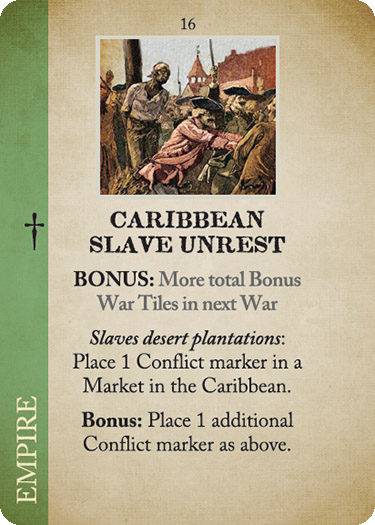 16
CARIBBEAN
SLAVE UNREST
BONUS: More total Bonus
War Tiles in next War
Slaves desert plantations:
Place 1 Conflict marker in a
Market in the Caribbean.
Bonus: Place 1 additional
Conflict marker as above.
EMPIRE